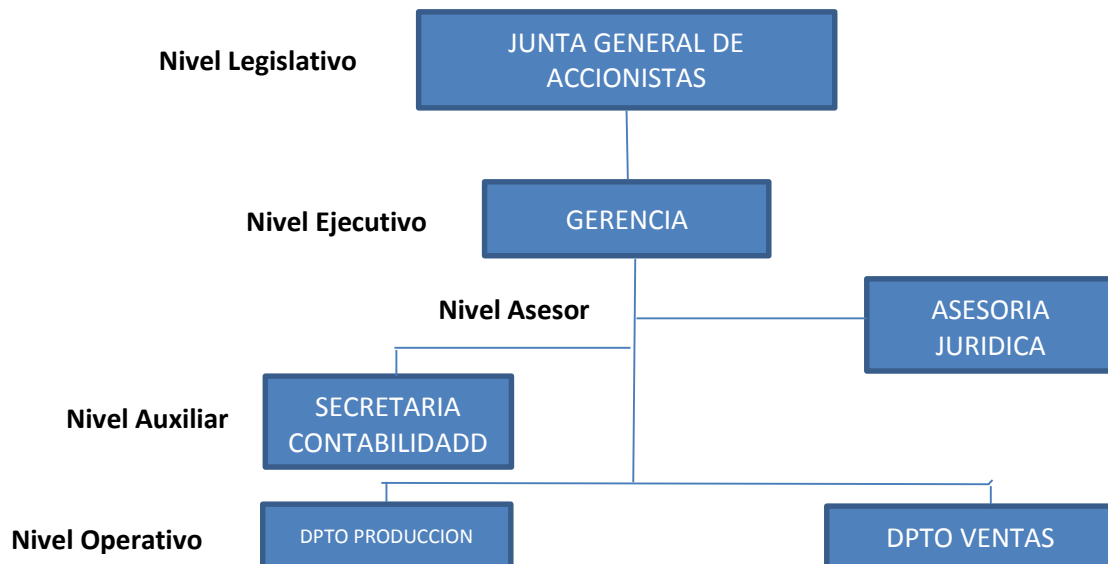 Nivel Legislativo
JUNTA GENERAL DE
ACCIONISTAS
Nivel Ejecutivo
GERENCIA
Nivel Asesor
ASESORIA
JURIDICA
Nivel Auxiliar
SECRETARIA
CONTABILIDADD
Nivel Operativo
DPTO PRODUCCION
DPTO VENTAS